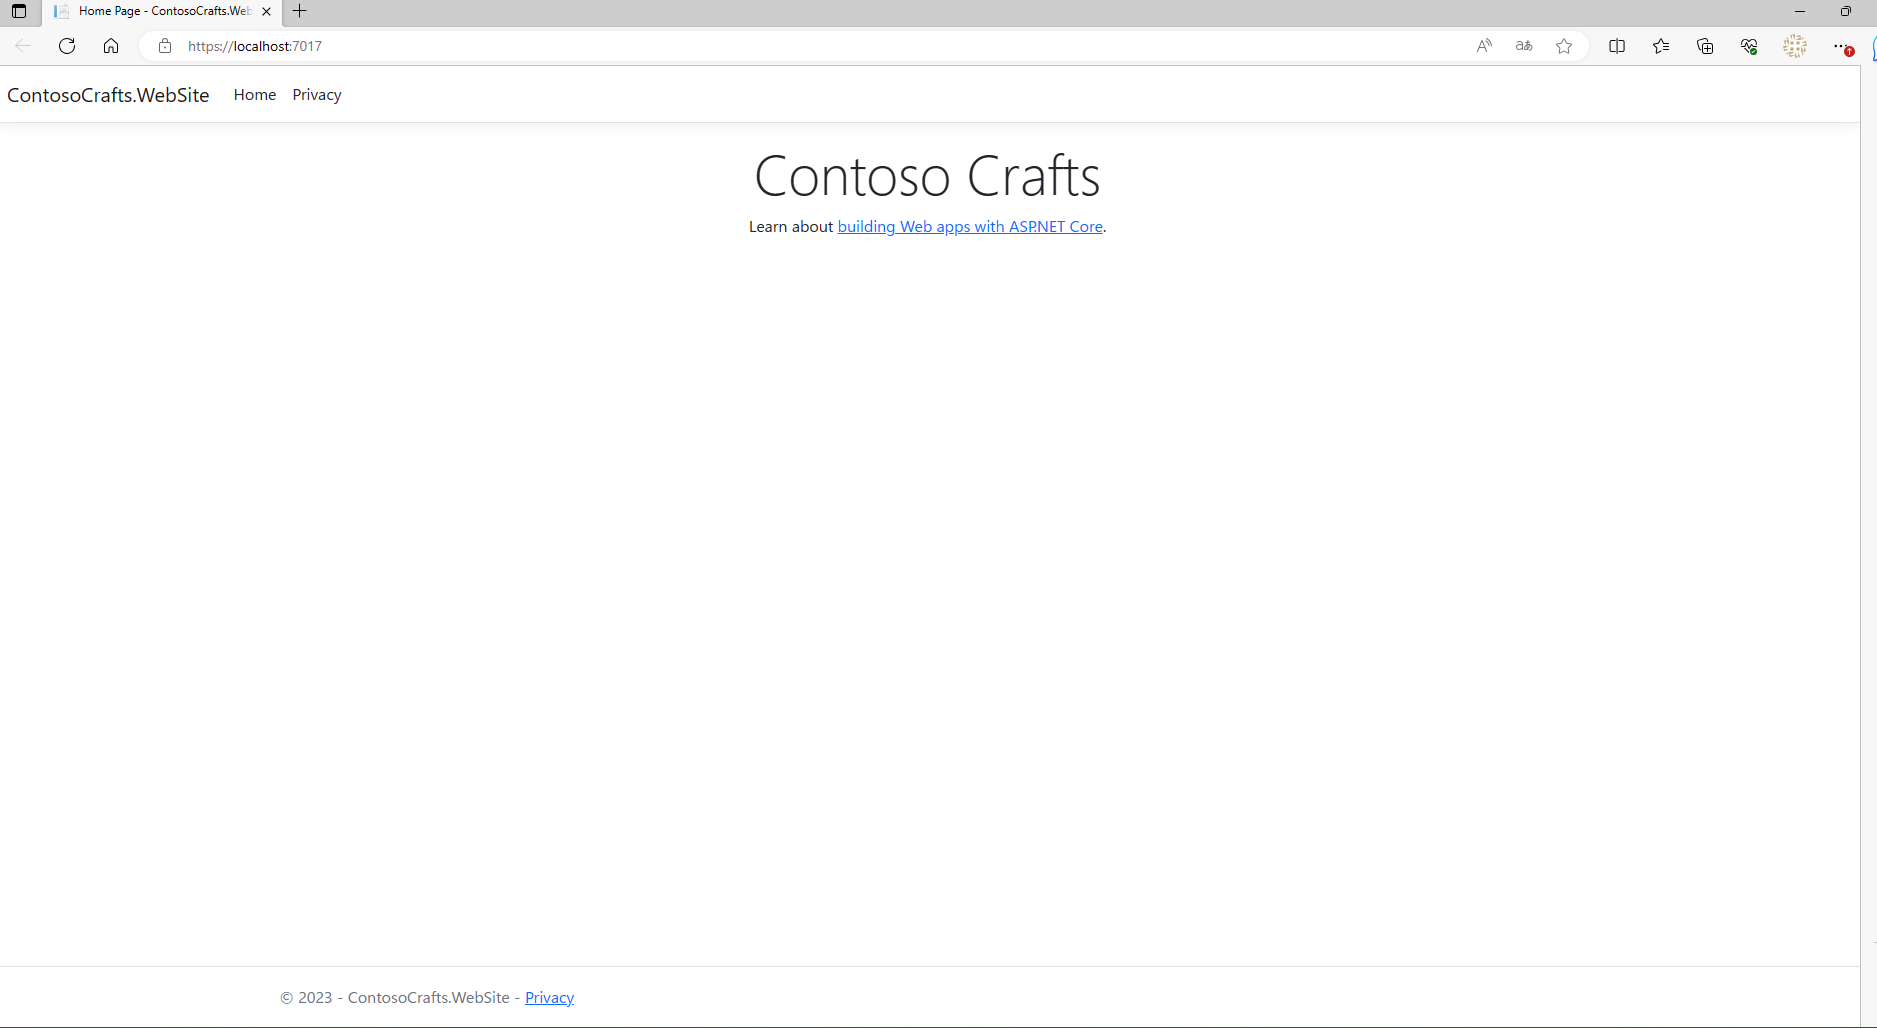 Home Page - ContosoCrafts.Web
https://localhost:7017
ContosoCrafts.WebSite Home Privacy
Contoso Crafts
Learn about building Web apps with ASP.NET Core.
© 2023 - ContosoCrafts.WebSite - Privacy